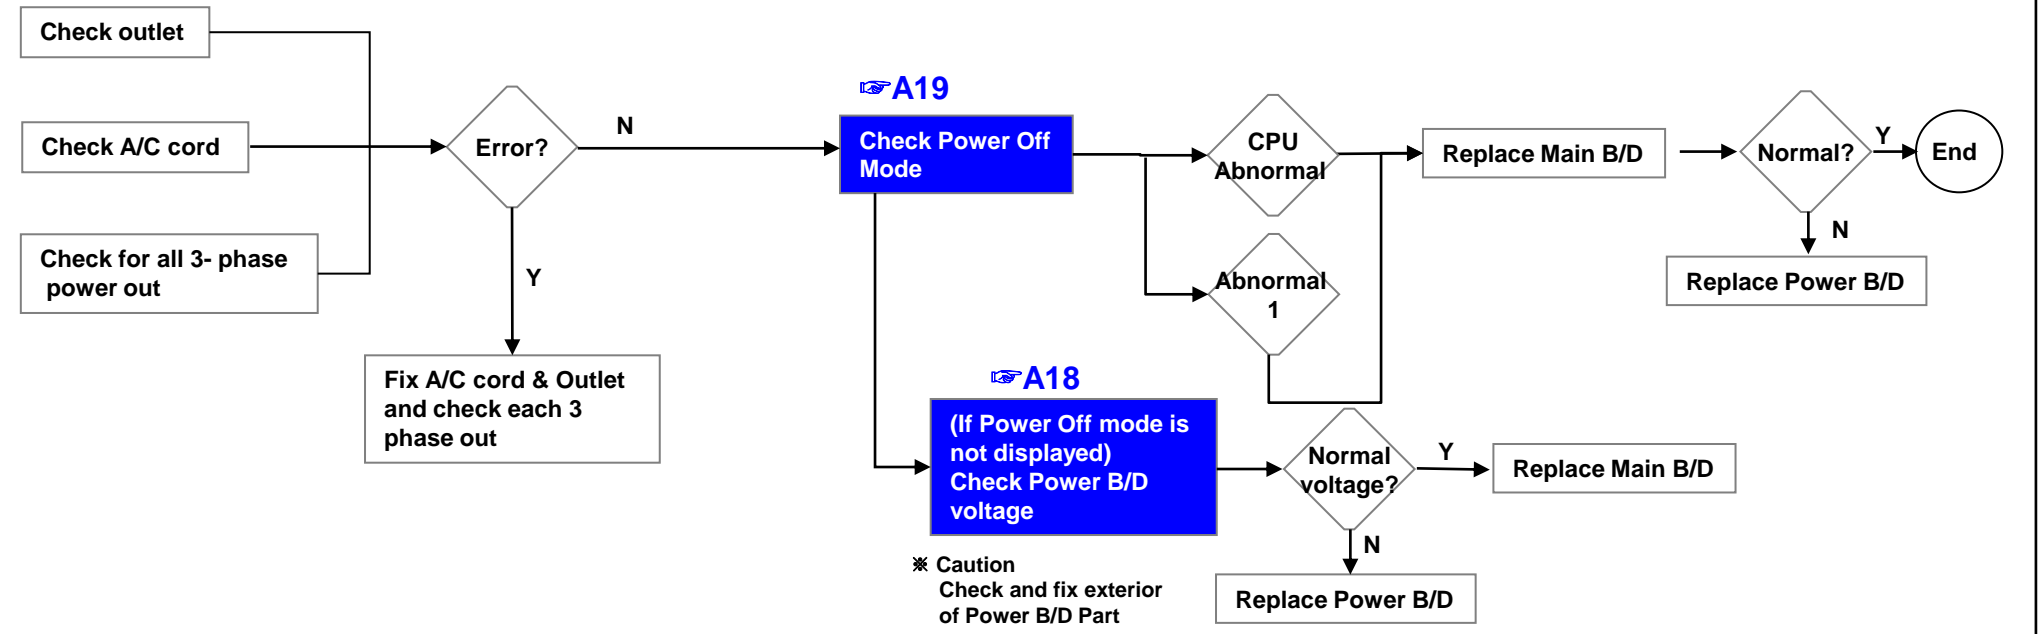 Check outlet
Check A/C cord
Check for all 3- phase
power out
Error?
N
Y
Fix A/C cord & Outlet
and check each 3
phase out
☞A19
Check Power Off
Mode
CPU
Abnormal
Abnormal
1
Replace Main B/D
Normal?
Y
End
N
Replace Power B/D
☞A18
(If Power Off mode is
not displayed)
Check Power B/D
voltage
Normal
voltage?
Y
Replace Main B/D
N
Replace Power B/D
※ Caution
Check and fix exterior
of Power B/D Part